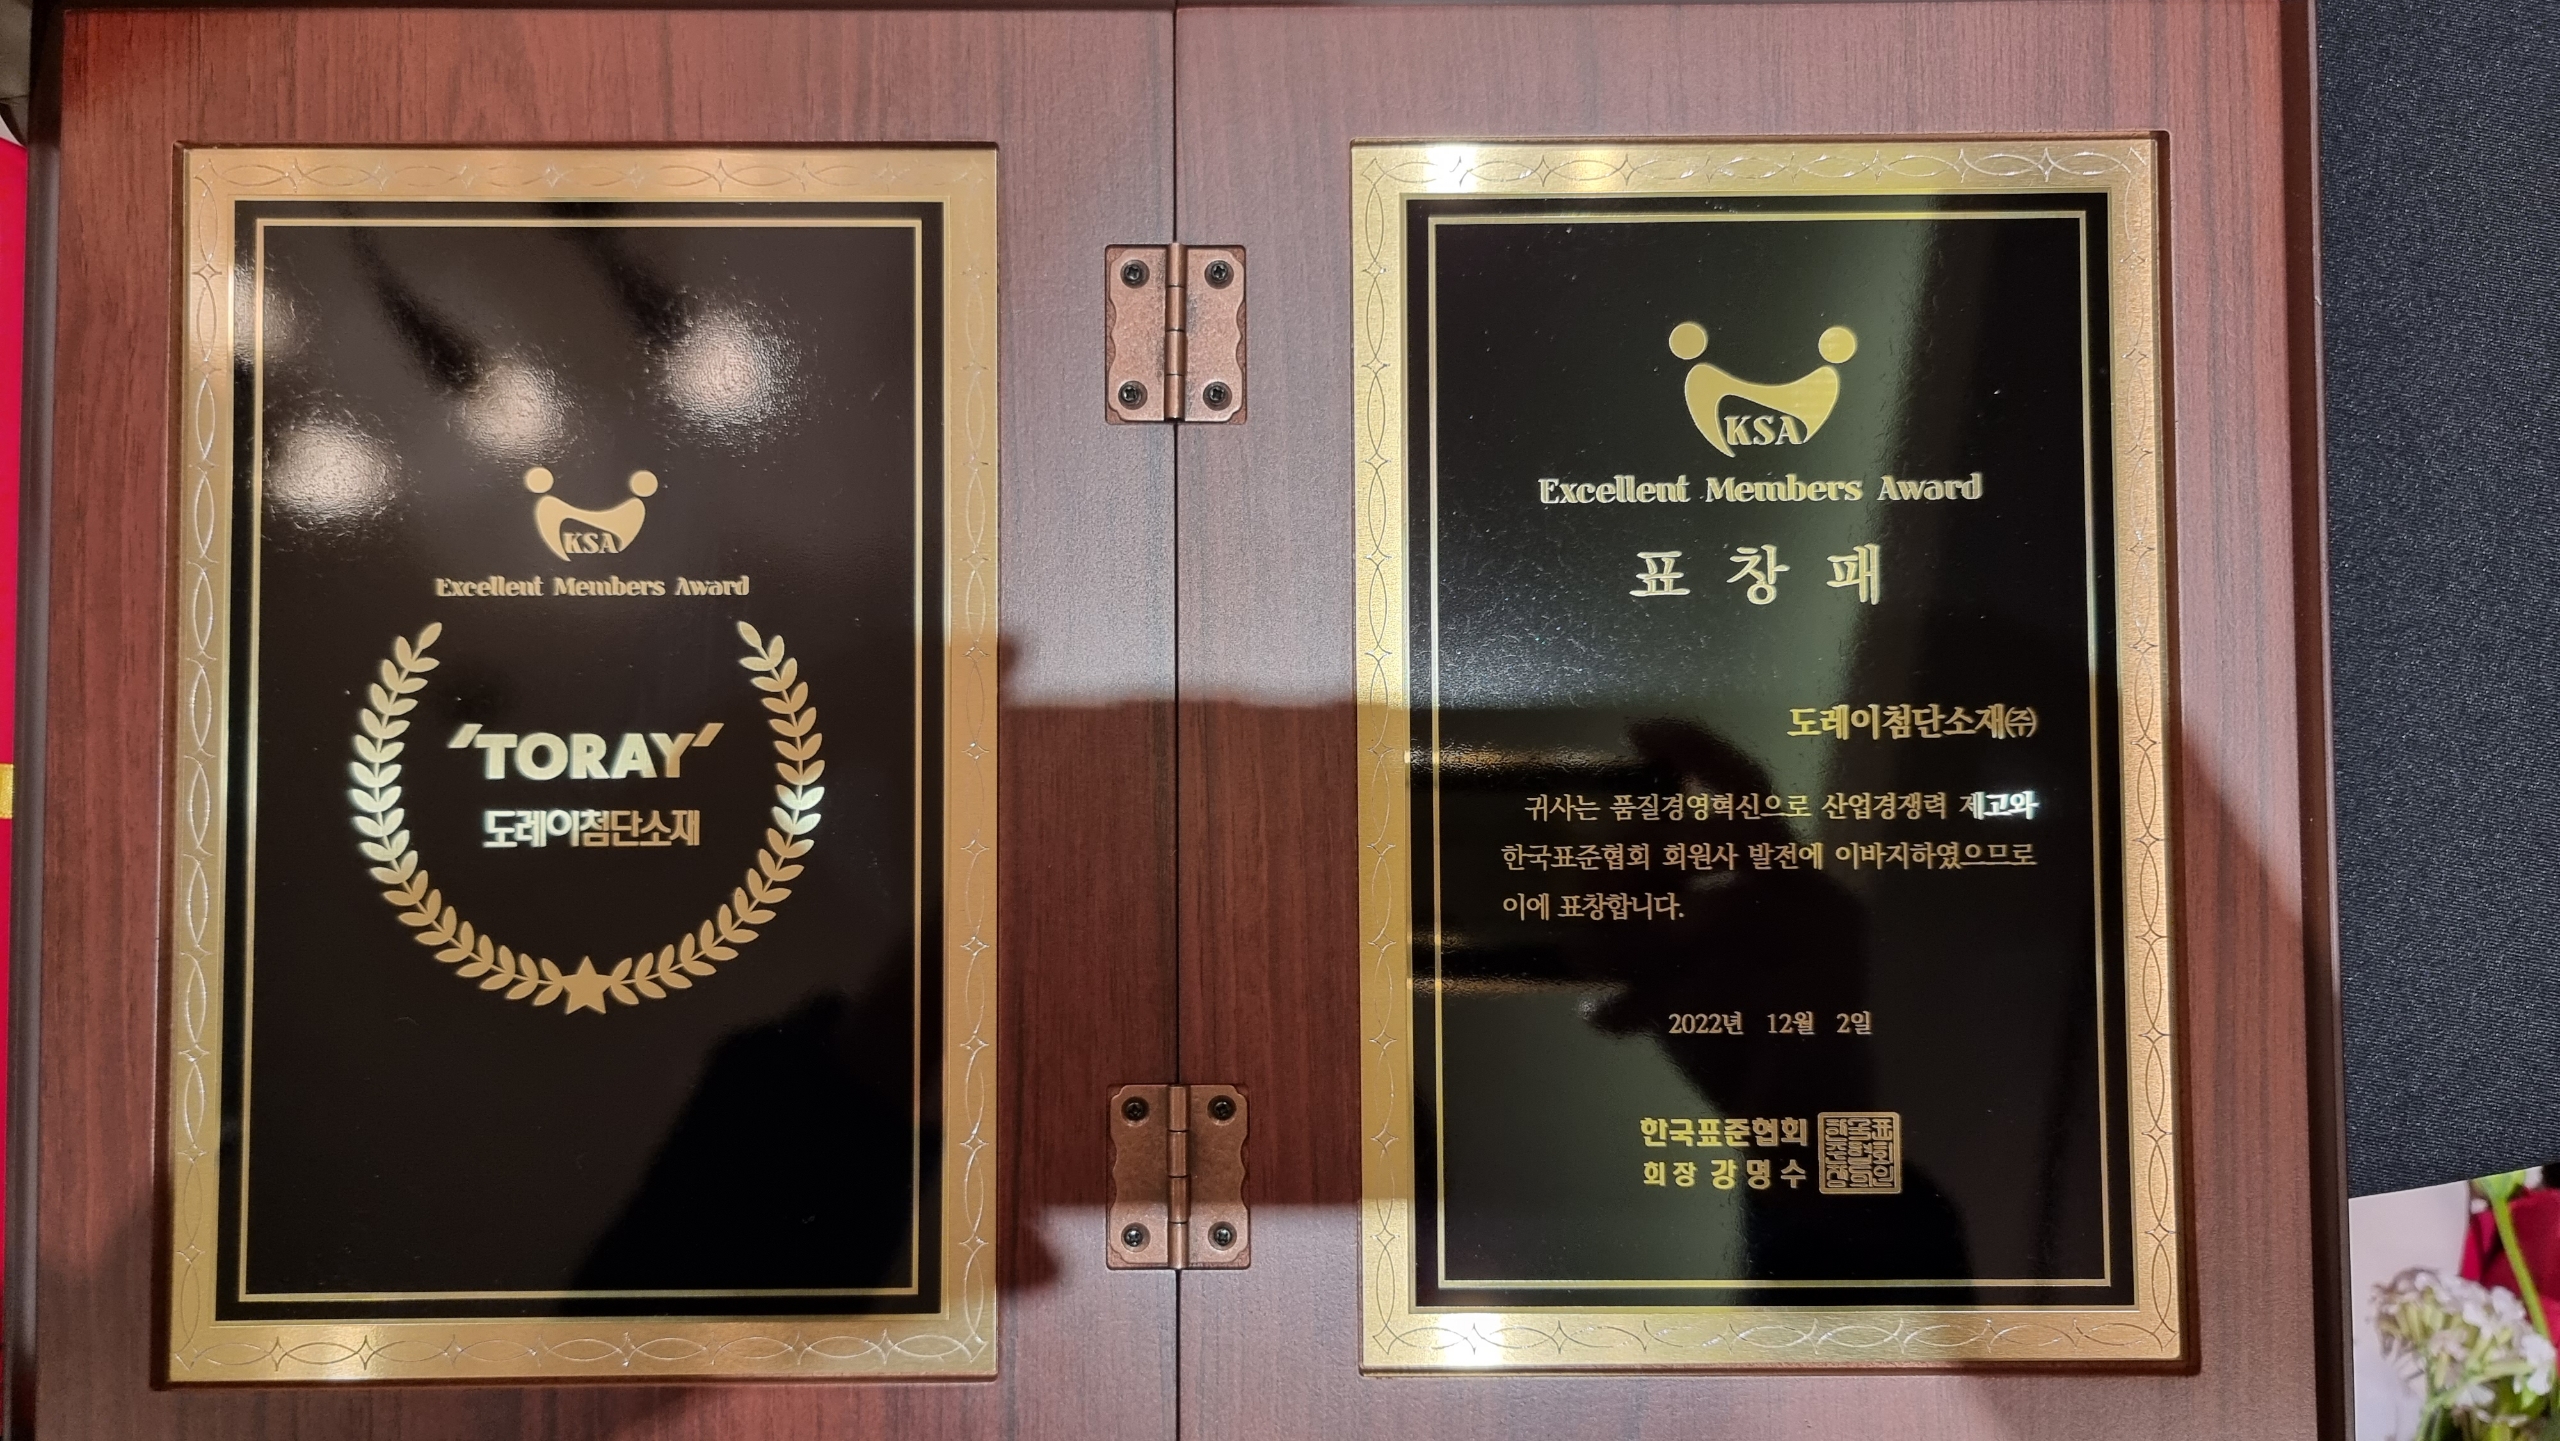 KSA
Excellent Members Award
'TORAY'
도레이첨단소재
KSA
Excellent Members Award
표창패
도레이첨단소재㈜
귀사는 품질경영혁신으로 산업경쟁력 제고와
한국표준협회 회원사 발전에 이바지하였으므로
이에 표창합니다.
2022년 12월 2일
한국표준협회
회장 강명수